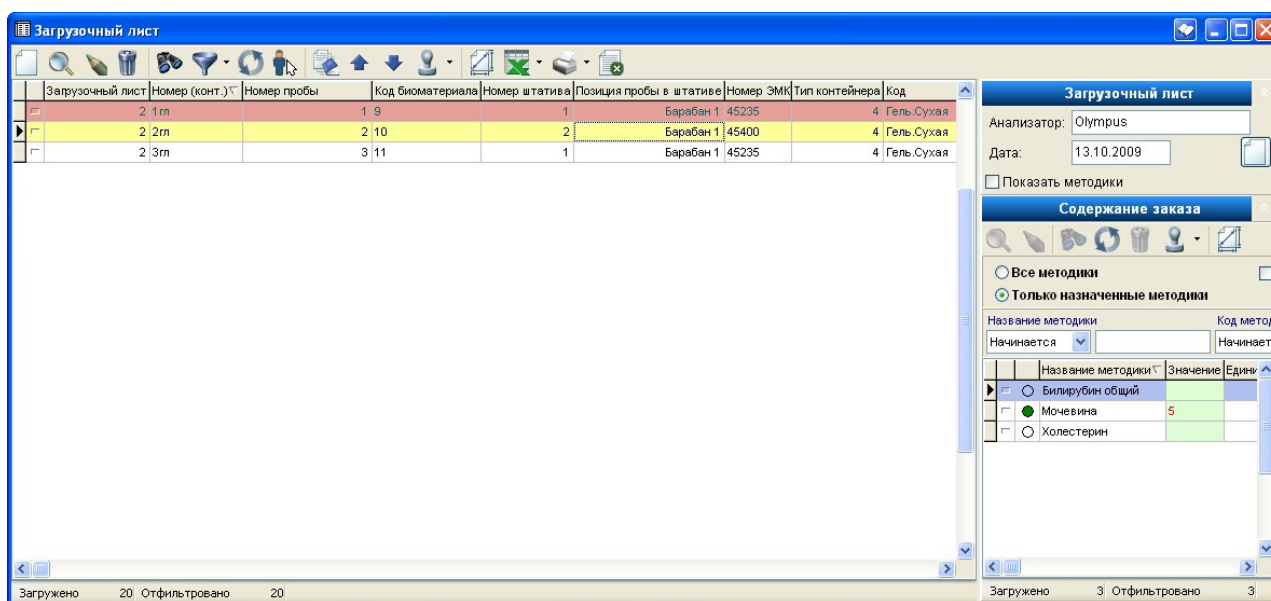 Загрузочный лист
Загрузочный лист Номер (конт.) Номер пробы Код биоматериала Номер штатива Позиция пробы в штативе Номер ЭМК Тип контейнера Код
2 1гл 1 9 1 Барабан 1 45235 4 Гель.Сухая
2 2гл 2 10 2 Барабан 1 45400 4 Гель.Сухая
2 3гл 3 11 1 Барабан 1 45235 4 Гель.Сухая
Загружено 20 Отфильтровано 20
Загрузочный лист
Анализатор: Olympus
Дата: 13.10.2009
Показать методики
Содержание заказа
Все методики
Только назначенные методики
Название методики Код метод
Начинается Начинает
Название методики Значение Едини
Билирубин общий
Мочевина 5
Холестерин
Загружено 3 Отфильтровано 3